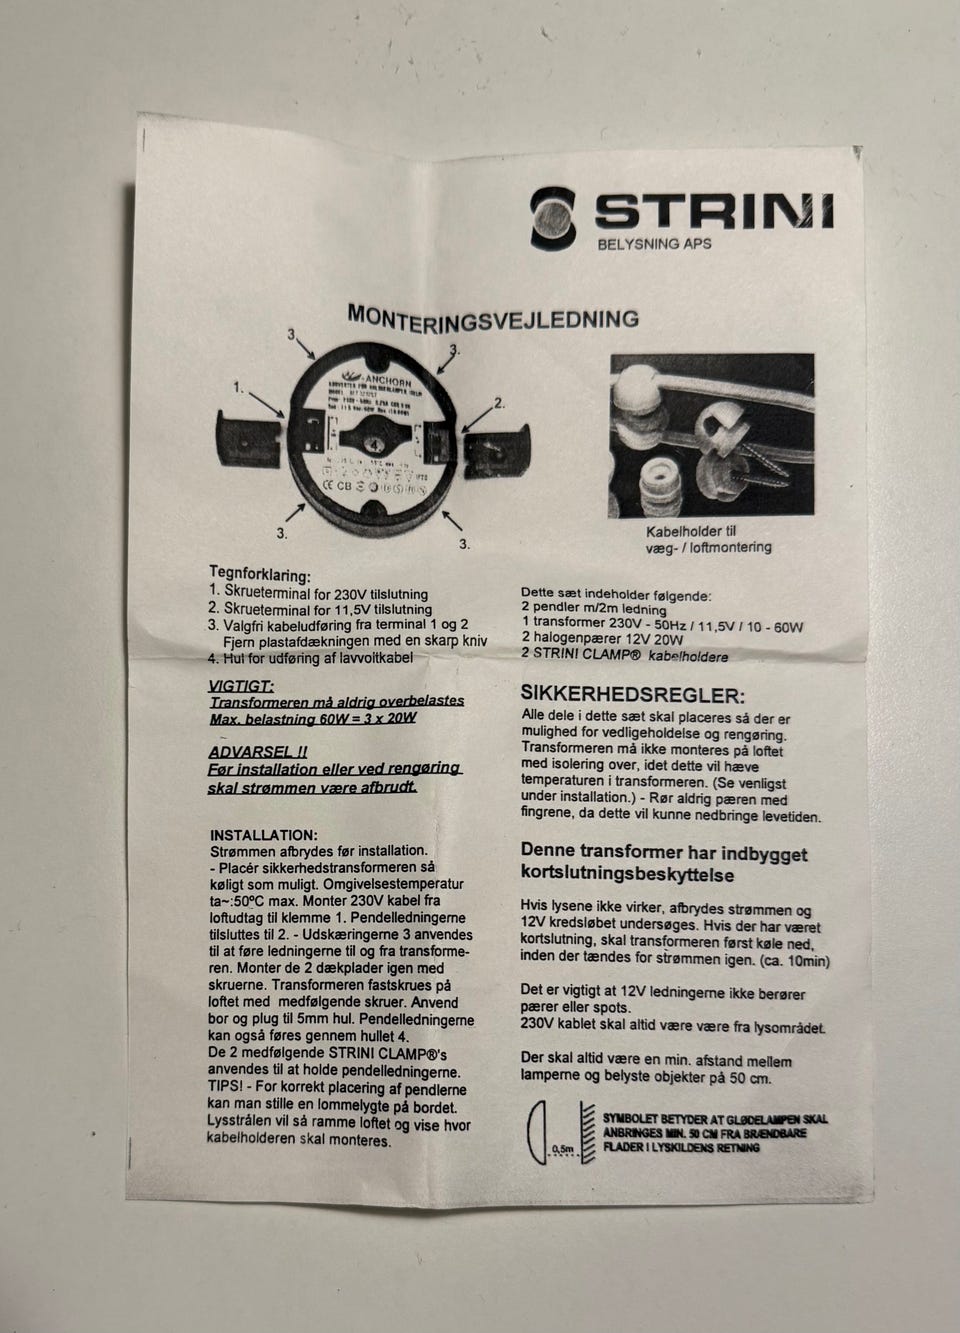 STRINI
BELYSNING APS
MONTERINGSVEJLEDNING
3.
3.
1.
2.
ANCHORN
4.
CE CB
3.
3.
Kabelholder til
væg- / loftmontering
Tegnforklaring:
1. Skrueterminal for 230V tilslutning
2. Skrueterminal for 11,5V tilslutning
3. Valgfri kabeludføring fra terminal 1 og 2
Fjern plastafdækningen med en skarp kniv
4. Hul for udføring af lavvoltkabel
VIGTIGT:
Transformeren må aldrig overbelastes
Max. belastning 60W = 3 x 20W
ADVARSEL !!
Før installation eller ved rengøring
skal strømmen være afbrudt.
INSTALLATION:
Strømmen afbrydes før installation.
- Placér sikkerhedstransformeren så
køligt som muligt. Omgivelsestemperatur
ta~:50ºC max. Monter 230V kabel fra
loftudtag til klemme 1. Pendelledningerne
tilsluttes til 2. - Udskæringerne 3 anvendes
til at føre ledningerne til og fra transforme-
ren. Monter de 2 dækplader igen med
skruerne. Transformeren fastskrues på
loftet med medfølgende skruer. Anvend
bor og plug til 5mm hul. Pendelledningerne
kan også føres gennem hullet 4.
De 2 medfølgende STRINI CLAMP®'s
anvendes til at holde pendelledningerne.
TIPS! - For korrekt placering af pendlerne
kan man stille en lommelygte på bordet.
Lysstrålen vil så ramme loftet og vise hvor
kabelholderen skal monteres.
Dette sæt indeholder følgende:
2 pendler m/2m ledning
1 transformer 230V - 50Hz / 11,5V / 10 - 60W
2 halogenpærer 12V 20W
2 STRINI CLAMP® kabelholdere
SIKKERHEDSREGLER:
Alle dele i dette sæt skal placeres så der er
mulighed for vedligeholdelse og rengøring.
Transformeren må ikke monteres på loftet
med isolering over, idet dette vil hæve
temperaturen i transformeren. (Se venligst
under installation.) - Rør aldrig pæren med
fingrene, da dette vil kunne nedbringe levetiden.
Denne transformer har indbygget
kortslutningsbeskyttelse
Hvis lysene ikke virker, afbrydes strømmen og
12V kredsløbet undersøges. Hvis der har været
kortslutning, skal transformeren først køle ned,
inden der tændes for strømmen igen. (ca. 10min)
Det er vigtigt at 12V ledningerne ikke berører
pærer eller spots.
230V kablet skal altid være være fra lysområdet.
Der skal altid være en min. afstand mellem
lamperne og belyste objekter på 50 cm.
0,5m
SYMBOLET BETYDER AT GLØDELAMPEN SKAL
ANBRINGES MIN. 50 CM FRA BRÆNDBARE
FLADER I LYSKILDENS RETNING